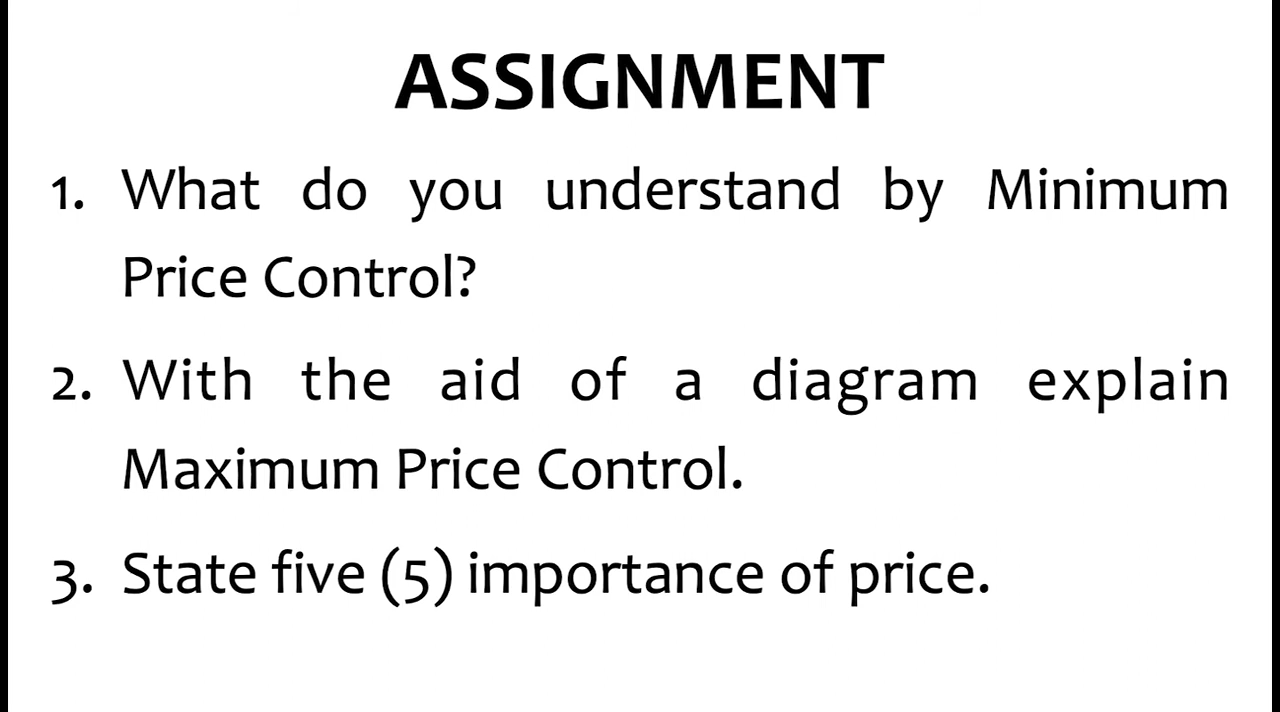 ASSIGNMENT
1. What do you understand by Minimum
Price Control?
2. With the aid of a diagram explain
Maximum Price Control.
3. State five (5) importance of price.